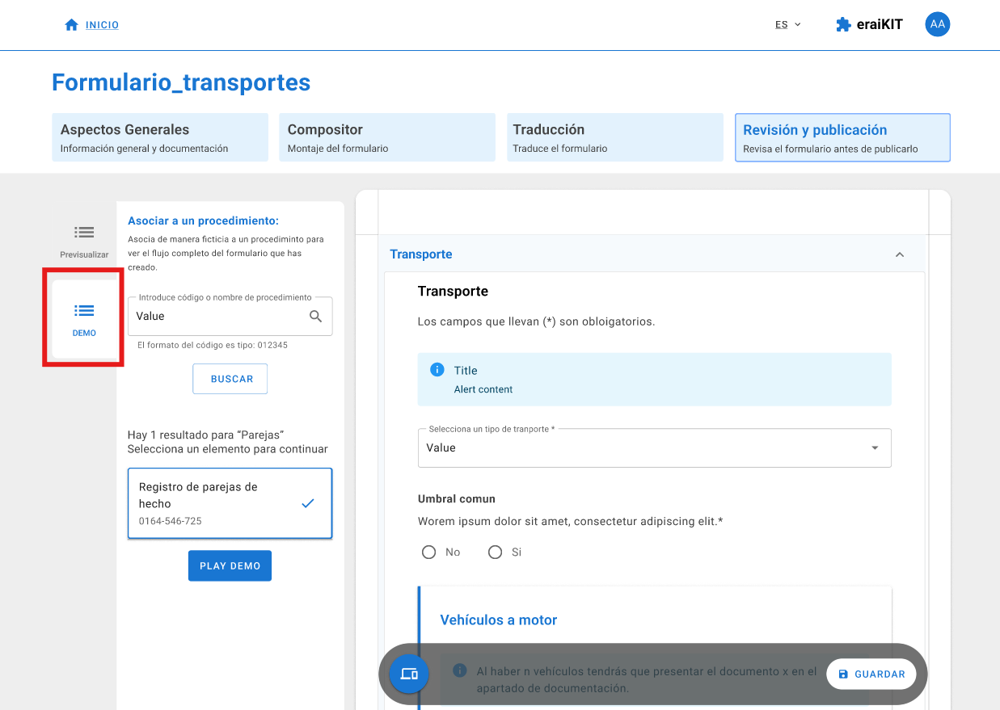 INICIO
ES
eraiKIT
AA
Formulario_transportes
Aspectos Generales
Información general y documentación
Compositor
Montaje del formulario
Traducción
Traduce el formulario
Revisión y publicación
Revisa el formulario antes de publicarlo
Previsualizar
DEMO
Asociar a un procedimiento:
Asocia de manera ficticia a un procediminto para
ver el flujo completo del formulario que has
creado.
Introduce código o nombre de procedimiento
Value
El formato del código es tipo: 012345
BUSCAR
Hay 1 resultado para “Parejas”
Selecciona un elemento para continuar
Registro de parejas de
hecho
0164-546-725
PLAY DEMO
Transporte
Transporte
Los campos que llevan (*) son obloigatorios.
Title
Alert content
Selecciona un tipo de tranporte *
Value
Umbral comun
Worem ipsum dolor sit amet, consectetur adipiscing elit.*
No
Si
Vehículos a motor
Al haber n vehículos tendrás que presentar el documento x en el
apartado de documentación.
GUARDAR